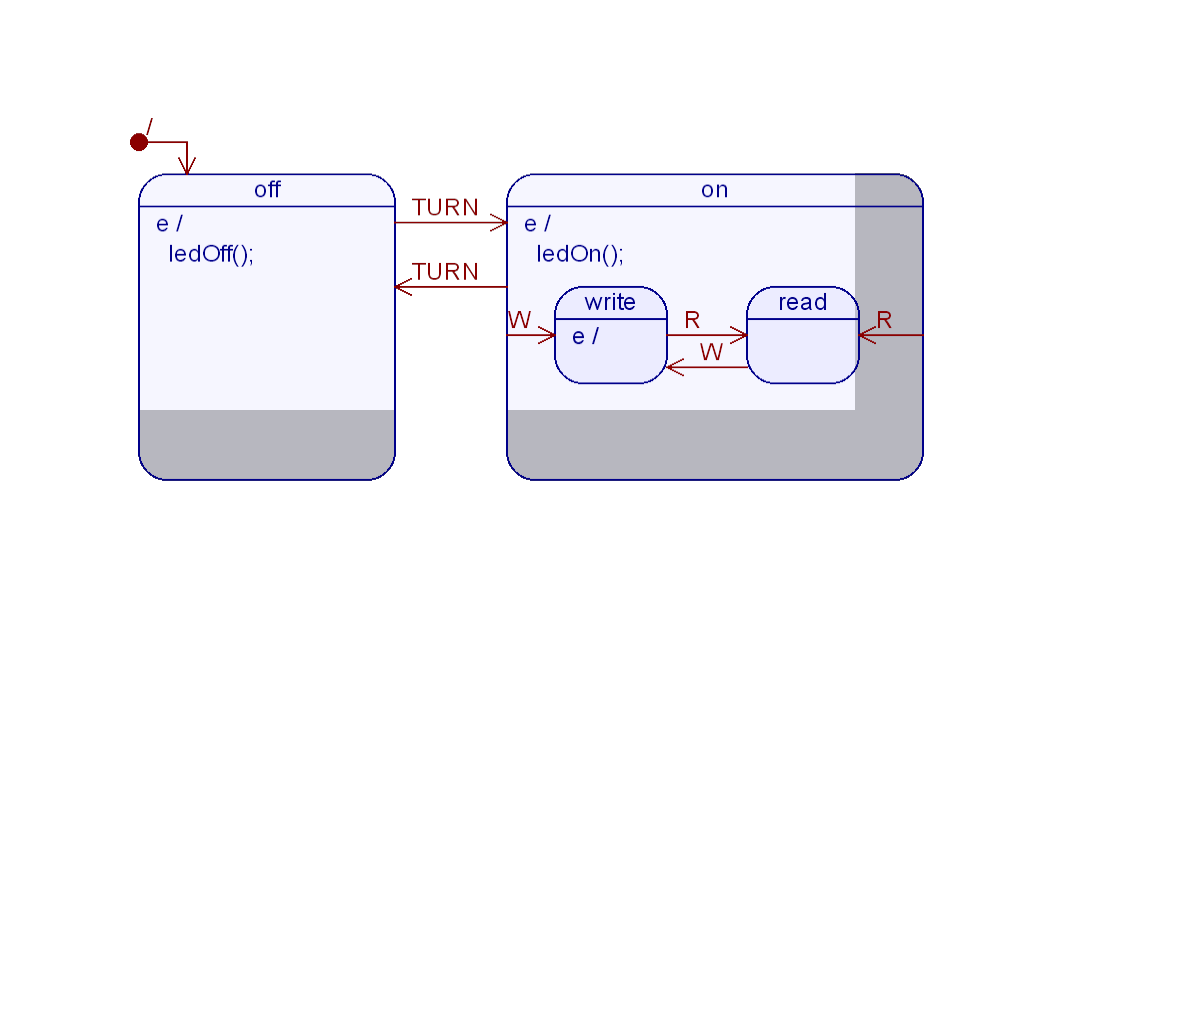 /
off
e /
ledOff();
TURN
TURN
on
e /
ledOn();
W
write
e /
R
W
read
R